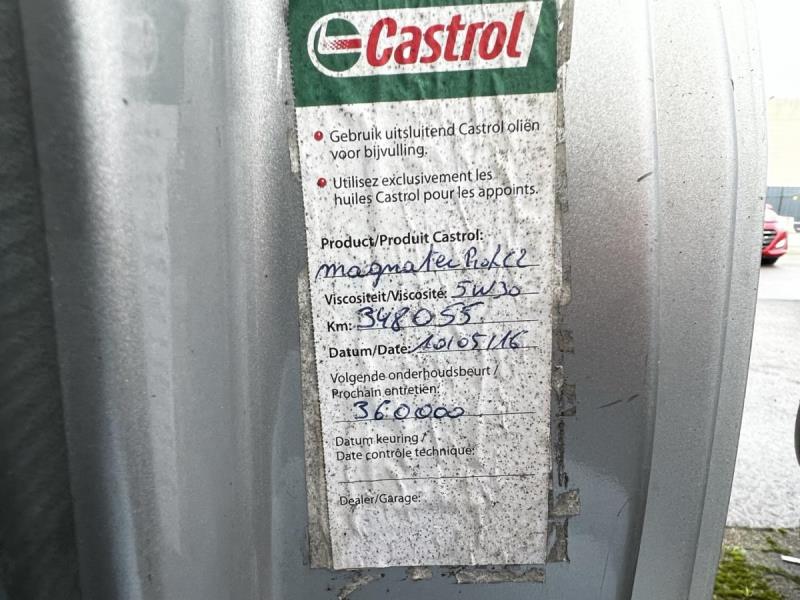 Castrol
Gebruik uitsluitend Castrol oliën
voor bijvulling.
Utilisez exclusivement les
huiles Castrol pour les appoints.
Product/Produit Castrol:
magnatec Prof C2
Viscositeit/Viscosité: 5W30
Km: 348055
Datum/Date: 10/05/16
Volgende onderhoudsbeurt /
Prochain entretien:
360000
Datum keuring /
Date contrôle technique:
Dealer/Garage: